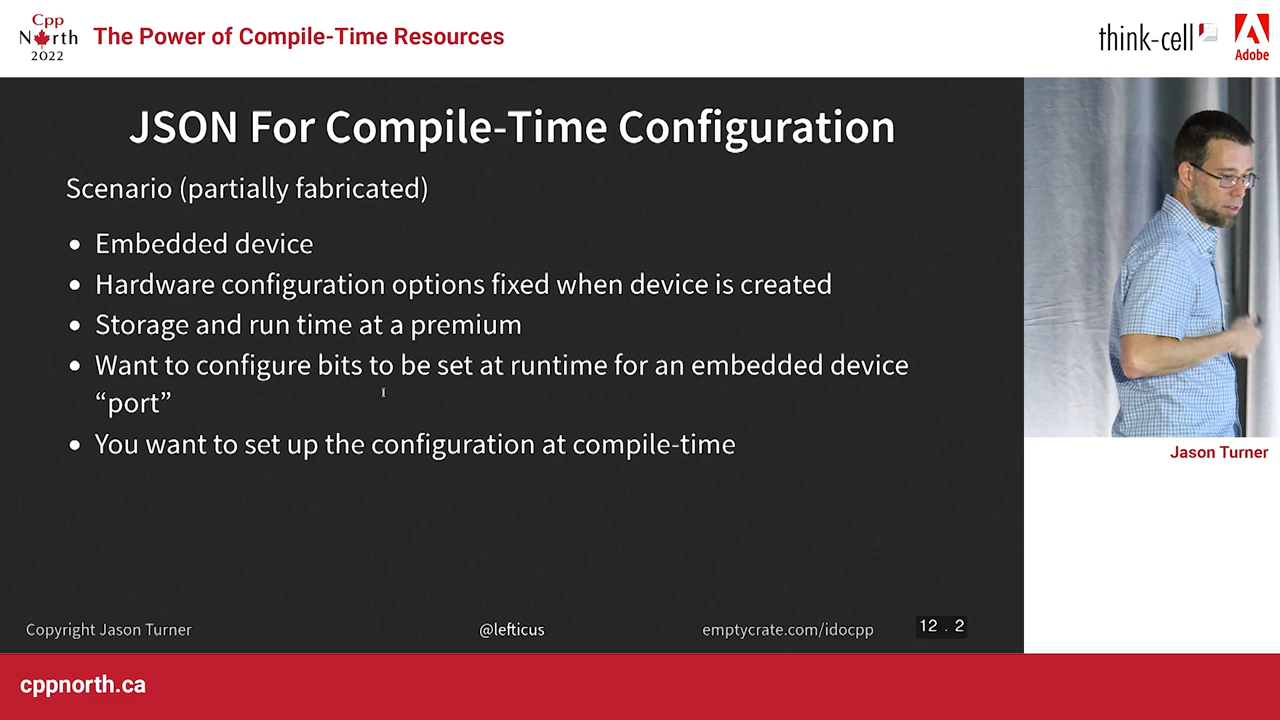 Cpp
North
2022
The Power of Compile-Time Resources
think-cell
Adobe
JSON For Compile-Time Configuration
Scenario (partially fabricated)
• Embedded device
• Hardware configuration options fixed when device is created
• Storage and run time at a premium
• Want to configure bits to be set at runtime for an embedded device
“port”
• You want to set up the configuration at compile-time
Jason Turner
Copyright Jason Turner
@lefticus
emptycrate.com/idocpp
12 . 2
cppnorth.ca